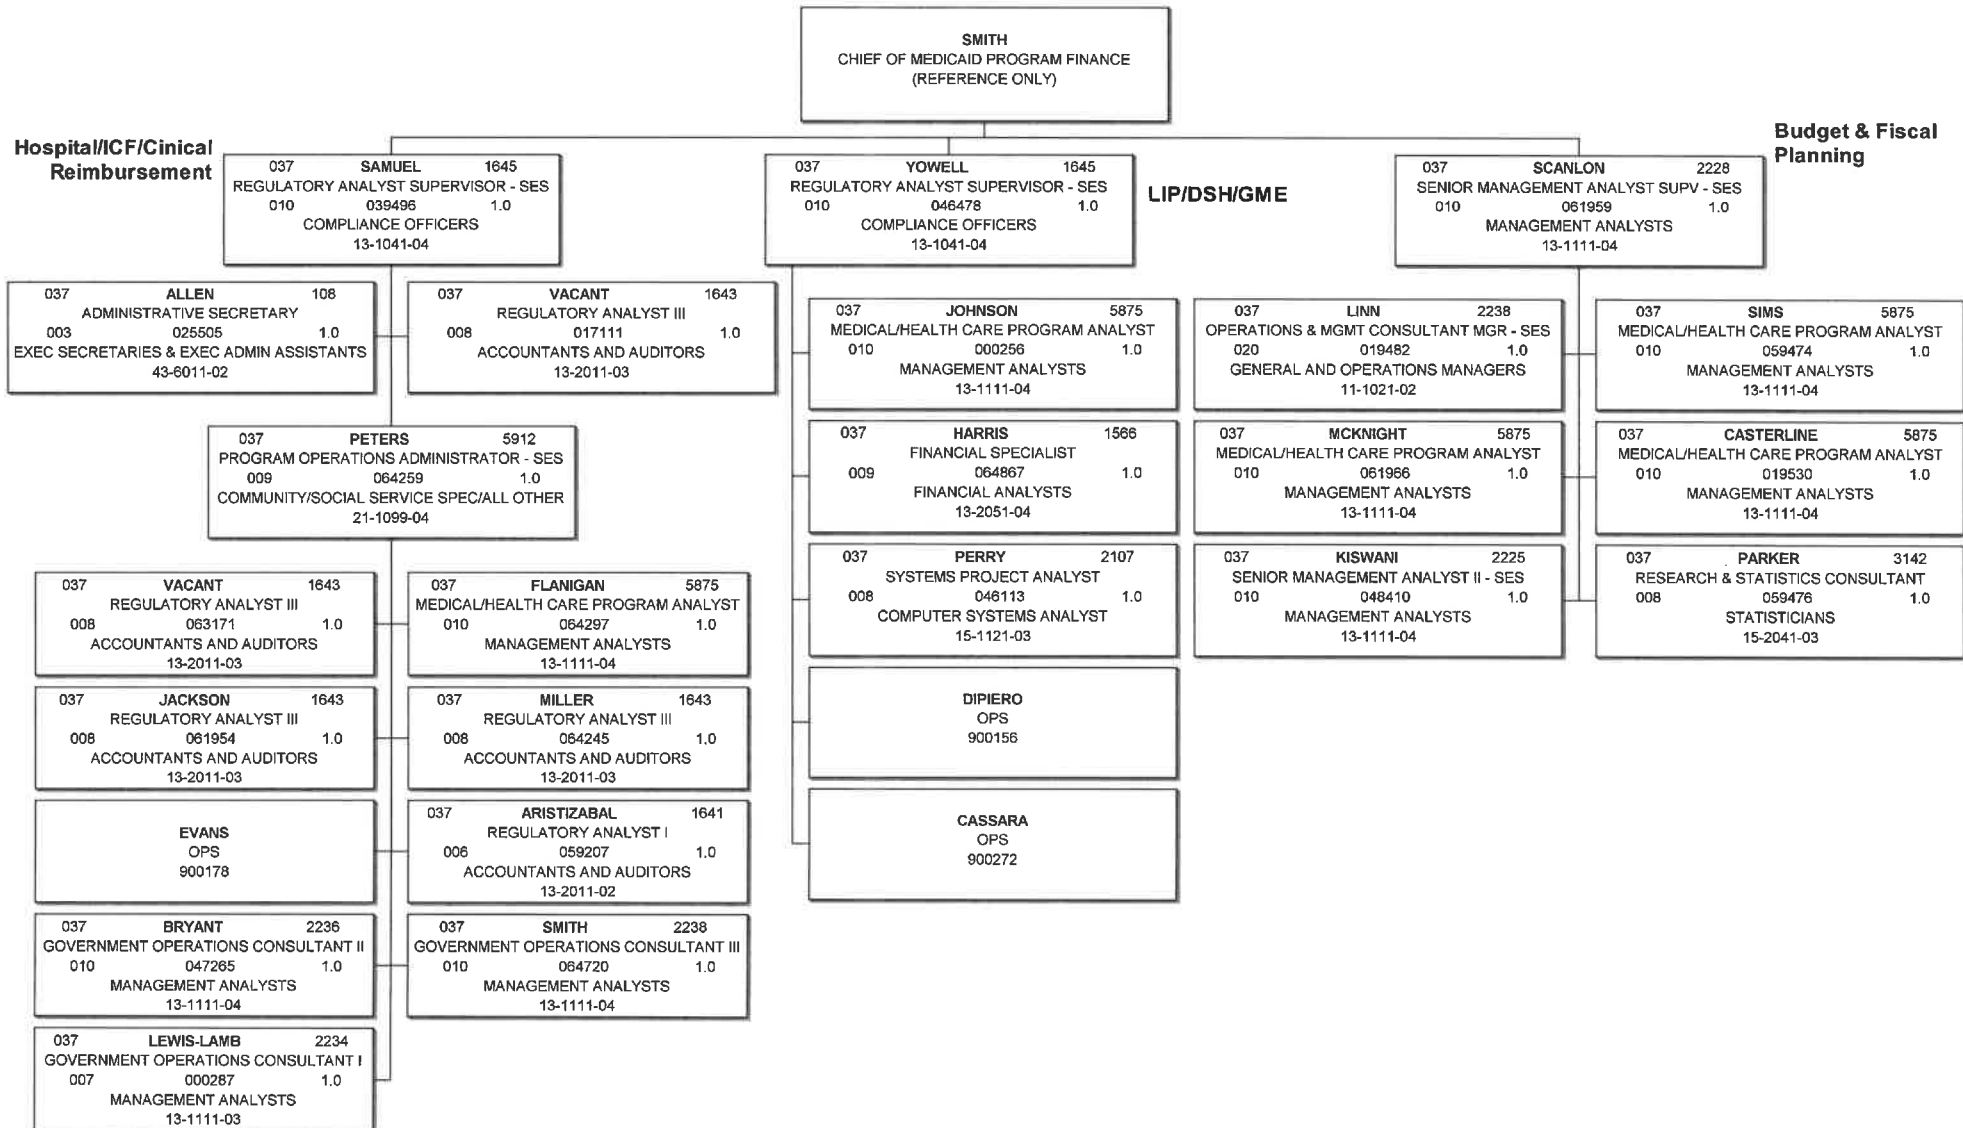 SMITH
CHIEF OF MEDICAID PROGRAM FINANCE
(REFERENCE ONLY)
Hospital/ICF/Cinical
Reimbursement
037 SAMUEL 1645
REGULATORY ANALYST SUPERVISOR - SES
010 039496 1.0
COMPLIANCE OFFICERS
13-1041-04
037 YOWELL 1645
REGULATORY ANALYST SUPERVISOR - SES
010 046478 1.0
COMPLIANCE OFFICERS
13-1041-04
LIP/DSH/GME
037 SCANLON 2228
SENIOR MANAGEMENT ANALYST SUPV - SES
010 061959 1.0
MANAGEMENT ANALYSTS
13-1111-04
Budget & Fiscal
Planning
037 ALLEN 108
ADMINISTRATIVE SECRETARY
003 025505 1.0
EXEC SECRETARIES & EXEC ADMIN ASSISTANTS
43-6011-02
037 VACANT 1643
REGULATORY ANALYST III
008 017111 1.0
ACCOUNTANTS AND AUDITORS
13-2011-03
037 PETERS 5912
PROGRAM OPERATIONS ADMINISTRATOR - SES
009 064259 1.0
COMMUNITY/SOCIAL SERVICE SPEC/ALL OTHER
21-1099-04
037 VACANT 1643
REGULATORY ANALYST III
008 063171 1.0
ACCOUNTANTS AND AUDITORS
13-2011-03
037 FLANIGAN 5875
MEDICAL/HEALTH CARE PROGRAM ANALYST
010 064297 1.0
MANAGEMENT ANALYSTS
13-1111-04
037 JACKSON 1643
REGULATORY ANALYST III
008 061954 1.0
ACCOUNTANTS AND AUDITORS
13-2011-03
037 MILLER 1643
REGULATORY ANALYST III
008 064245 1.0
ACCOUNTANTS AND AUDITORS
13-2011-03
EVANS
OPS
900178
037 ARISTIZABAL 1641
REGULATORY ANALYST I
006 059207 1.0
ACCOUNTANTS AND AUDITORS
13-2011-02
037 BRYANT 2236
GOVERNMENT OPERATIONS CONSULTANT II
010 047265 1.0
MANAGEMENT ANALYSTS
13-1111-04
037 SMITH 2238
GOVERNMENT OPERATIONS CONSULTANT III
010 064720 1.0
MANAGEMENT ANALYSTS
13-1111-04
037 LEWIS-LAMB 2234
GOVERNMENT OPERATIONS CONSULTANT I
007 000287 1.0
MANAGEMENT ANALYSTS
13-1111-03
037 JOHNSON 5875
MEDICAL/HEALTH CARE PROGRAM ANALYST
010 000256 1.0
MANAGEMENT ANALYSTS
13-1111-04
037 HARRIS 1566
FINANCIAL SPECIALIST
009 064867 1.0
FINANCIAL ANALYSTS
13-2051-04
037 PERRY 2107
SYSTEMS PROJECT ANALYST
008 046113 1.0
COMPUTER SYSTEMS ANALYST
15-1121-03
DIPIERO
OPS
900156
CASSARA
OPS
900272
037 LINN 2238
OPERATIONS & MGMT CONSULTANT MGR - SES
020 019482 1.0
GENERAL AND OPERATIONS MANAGERS
11-1021-02
037 SIMS 5875
MEDICAL/HEALTH CARE PROGRAM ANALYST
010 059474 1.0
MANAGEMENT ANALYSTS
13-1111-04
037 MCKNIGHT 5875
MEDICAL/HEALTH CARE PROGRAM ANALYST
010 061966 1.0
MANAGEMENT ANALYSTS
13-1111-04
037 CASTERLINE 5875
MEDICAL/HEALTH CARE PROGRAM ANALYST
010 019530 1.0
MANAGEMENT ANALYSTS
13-1111-04
037 KISWANI 2225
SENIOR MANAGEMENT ANALYST II - SES
010 048410 1.0
MANAGEMENT ANALYSTS
13-1111-04
037 PARKER 3142
RESEARCH & STATISTICS CONSULTANT
008 059476 1.0
STATISTICIANS
15-2041-03